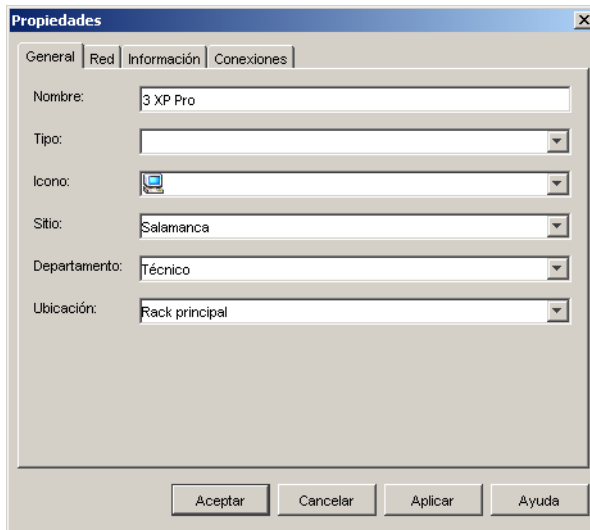 Propiedades
General Red Información Conexiones
Nombre: 3 XP Pro
Tipo:
Icono:
Sitio: Salamanca
Departamento: Técnico
Ubicación: Rack principal
Aceptar Cancelar Aplicar Ayuda